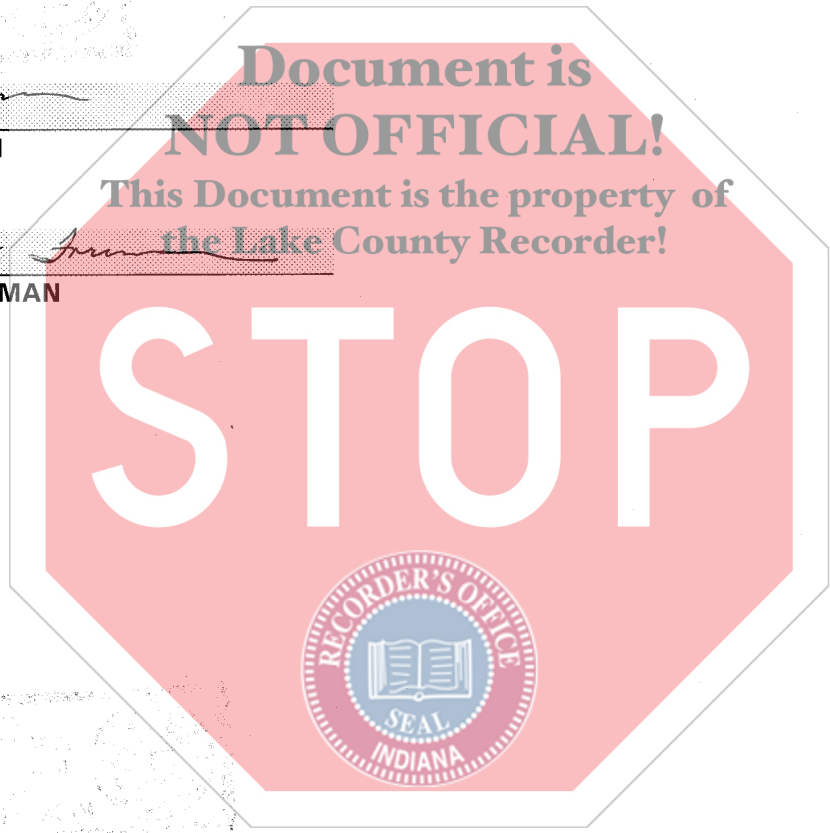 Document is
NOT OFFICIAL!
This Document is the property of
the Lake County Recorder!
MAN
STOP
RECORDER'S OFFICE
SEAL
INDIANA